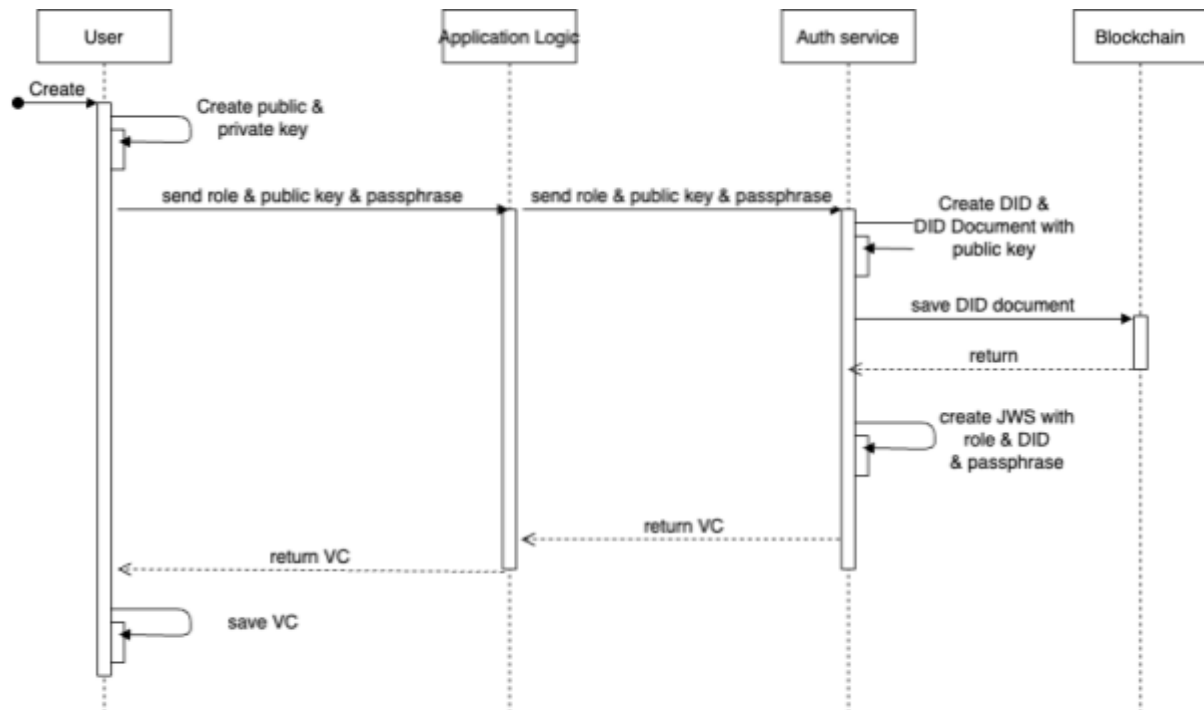 User
Application Logic
Auth service
Blockchain
Create
Create public &
private key
send role & public key & passphrase
send role & public key & passphrase
Create DID &
DID Document with
public key
save DID document
return
create JWS with
role & DID
& passphrase
return VC
return VC
save VC